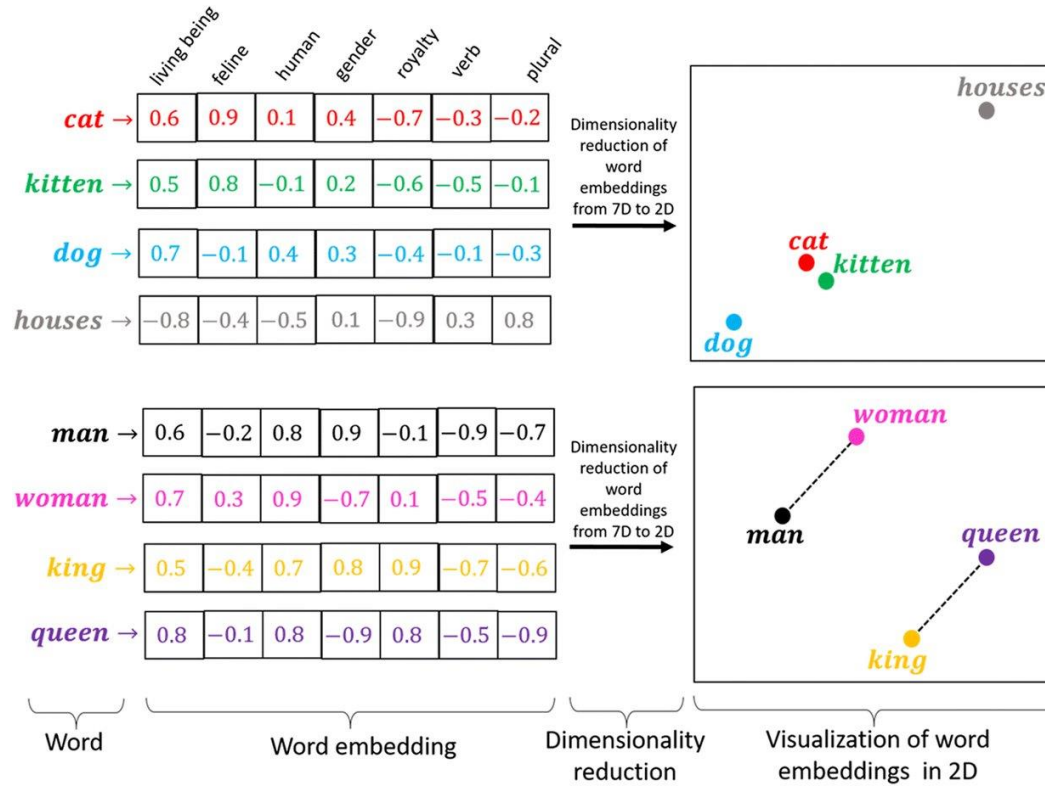 living being feline human gender royalty verb plural
cat → 0.6 0.9 0.1 0.4 −0.7 −0.3 −0.2
kitten → 0.5 0.8 −0.1 0.2 −0.6 −0.5 −0.1
dog → 0.7 −0.1 0.4 0.3 −0.4 −0.1 −0.3
houses → −0.8 −0.4 −0.5 0.1 −0.9 0.3 0.8
Dimensionality
reduction of
word
embeddings
from 7D to 2D
houses
cat
kitten
dog
man → 0.6 −0.2 0.8 0.9 −0.1 −0.9 −0.7
woman → 0.7 0.3 0.9 −0.7 0.1 −0.5 −0.4
king → 0.5 −0.4 0.7 0.8 0.9 −0.7 −0.6
queen → 0.8 −0.1 0.8 −0.9 0.8 −0.5 −0.9
Dimensionality
reduction of
word
embeddings
from 7D to 2D
woman
man
queen
king
Word
Word embedding
Dimensionality
reduction
Visualization of word
embeddings in 2D